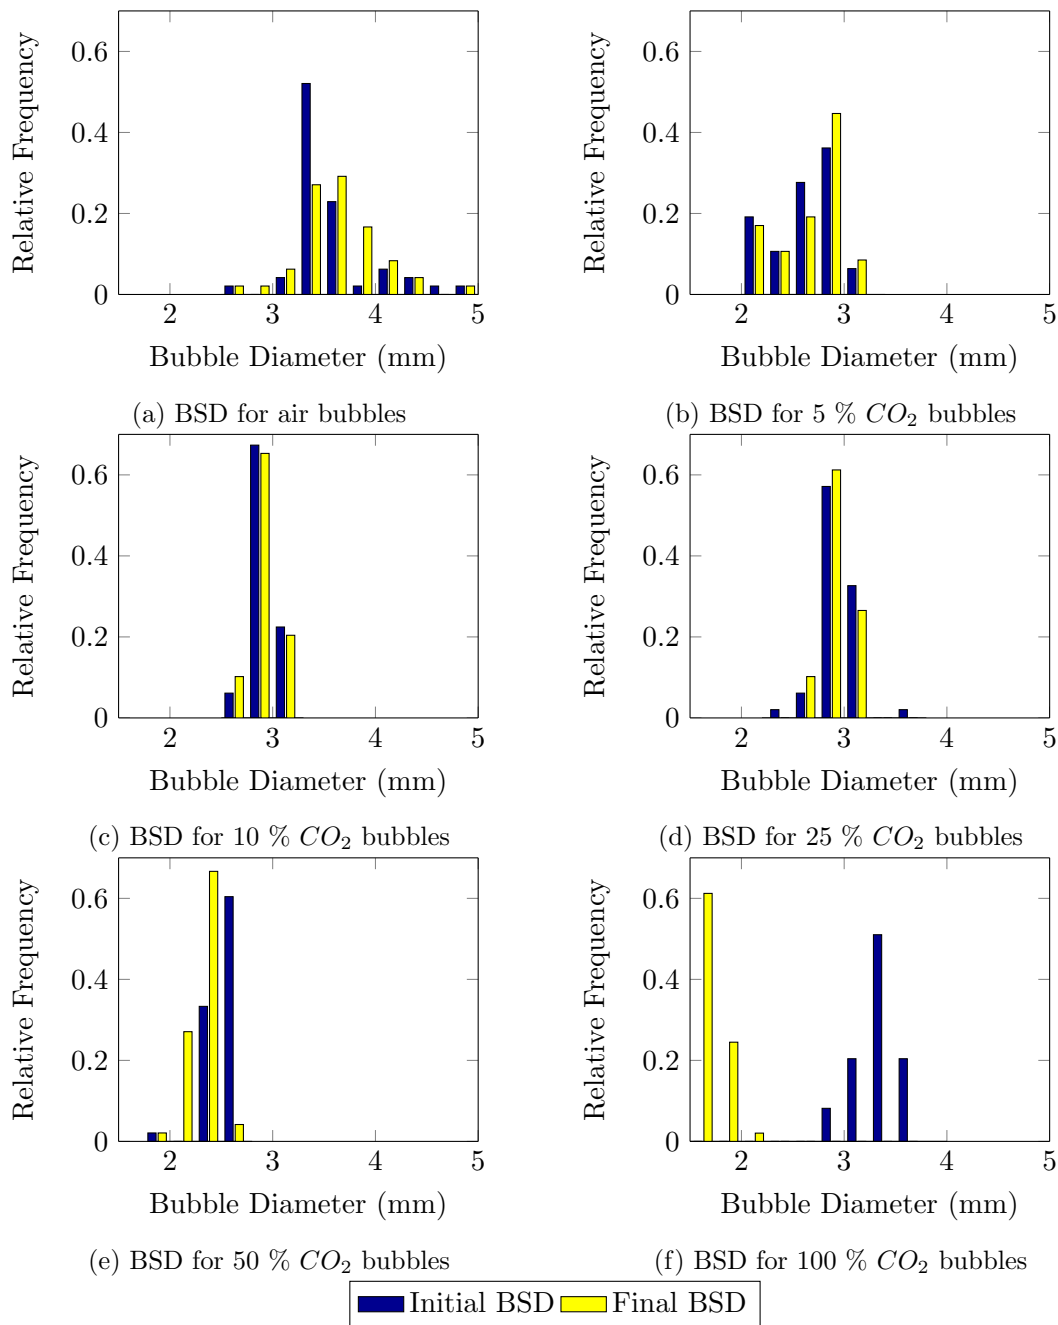 0.6
0.4
0.2
0
Relative Frequency
2 3 4 5
Bubble Diameter (mm)
(a) BSD for air bubbles
0.6
0.4
0.2
0
Relative Frequency
2 3 4 5
Bubble Diameter (mm)
(b) BSD for 5 % CO₂ bubbles
0.6
0.4
0.2
0
Relative Frequency
2 3 4 5
Bubble Diameter (mm)
(c) BSD for 10 % CO₂ bubbles
0.6
0.4
0.2
0
Relative Frequency
2 3 4 5
Bubble Diameter (mm)
(d) BSD for 25 % CO₂ bubbles
0.6
0.4
0.2
0
Relative Frequency
2 3 4 5
Bubble Diameter (mm)
(e) BSD for 50 % CO₂ bubbles
0.6
0.4
0.2
0
Relative Frequency
2 3 4 5
Bubble Diameter (mm)
(f) BSD for 100 % CO₂ bubbles
Initial BSD Final BSD